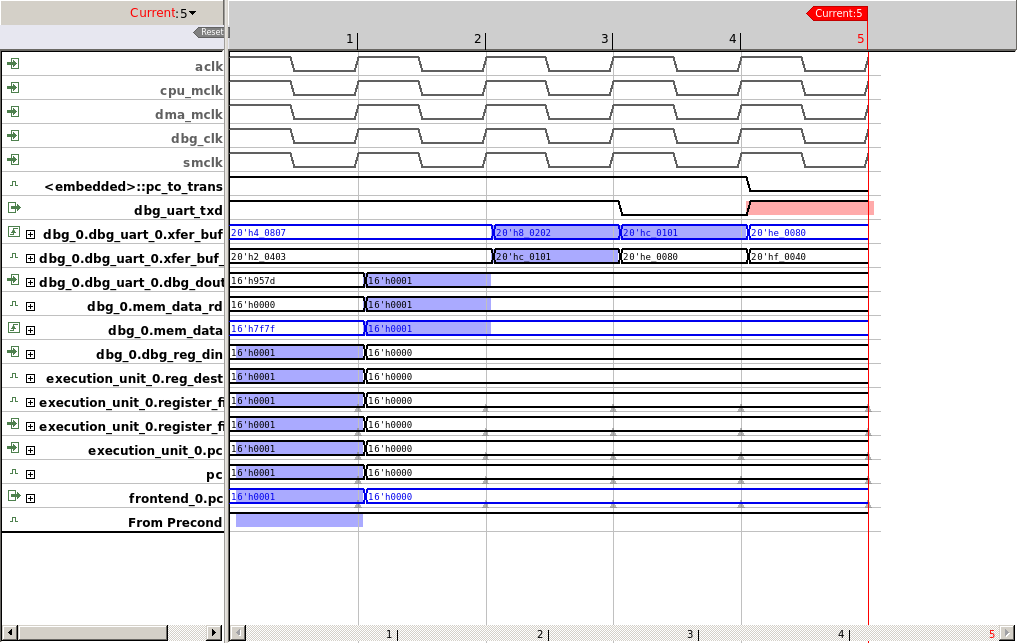 Current:5
Current:5
Reset
1 2 3 4 5
aclk
cpu_mclk
dma_mclk
dbg_clk
smclk
<embedded>::pc_to_trans
dbg_uart_txd
dbg_0.dbg_uart_0.xfer_buf 20'h4_0807 20'h8_0202 20'hc_0101 20'he_0080
dbg_0.dbg_uart_0.xfer_buf_ 20'h2_0403 20'hc_0101 20'he_0080 20'hf_0040
dbg_0.dbg_uart_0.dbg_dout 16'h957d 16'h0001
dbg_0.mem_data_rd 16'h0000 16'h0001
dbg_0.mem_data 16'h7f7f 16'h0001
dbg_0.dbg_reg_din 16'h0001 16'h0000
execution_unit_0.reg_dest 16'h0001 16'h0000
execution_unit_0.register_fi 16'h0001 16'h0000
execution_unit_0.register_fi 16'h0001 16'h0000
execution_unit_0.pc 16'h0001 16'h0000
pc 16'h0001 16'h0000
frontend_0.pc 16'h0001 16'h0000
From Precond
1 2 3 4 5